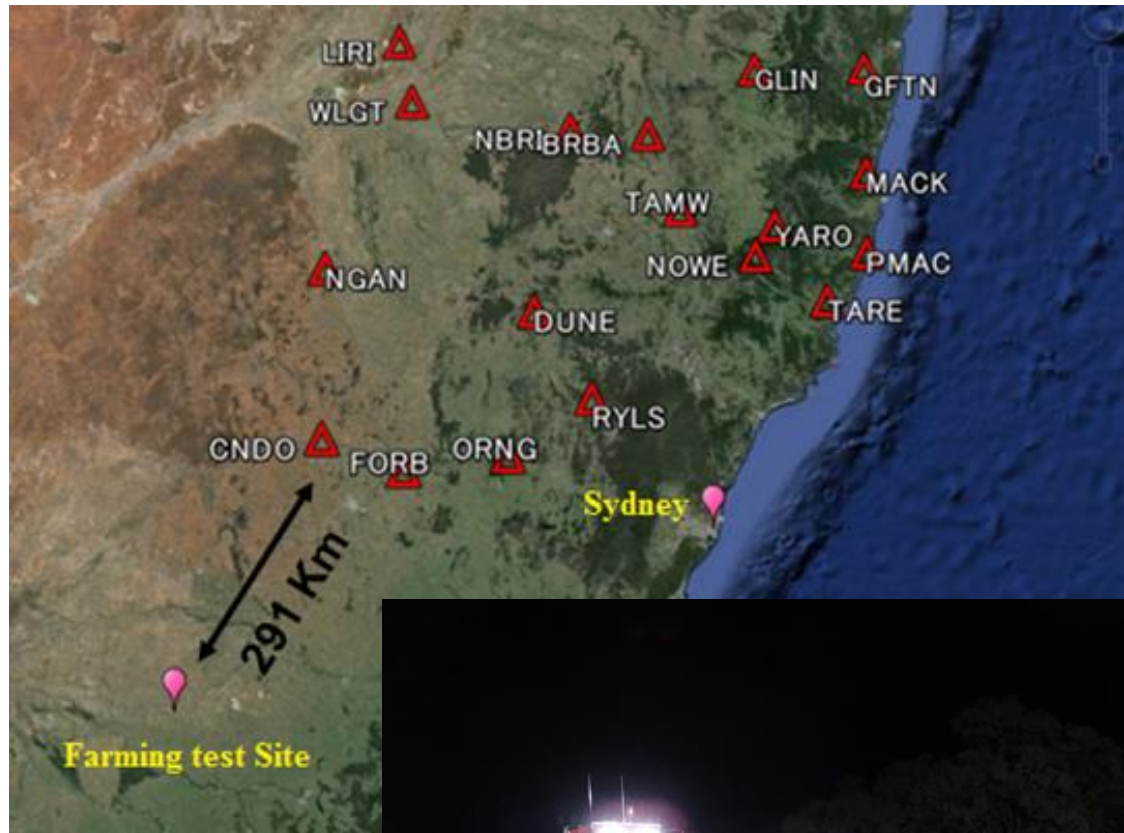 LIRI
GLIN
GFTN
WLGT
NBRI
BRBA
MACK
TAMW
YARO
NOWE
PMAC
NGAN
TARE
DUNE
RYLS
CNDO
FORB
ORNG
Sydney
291 Km
Farming test Site